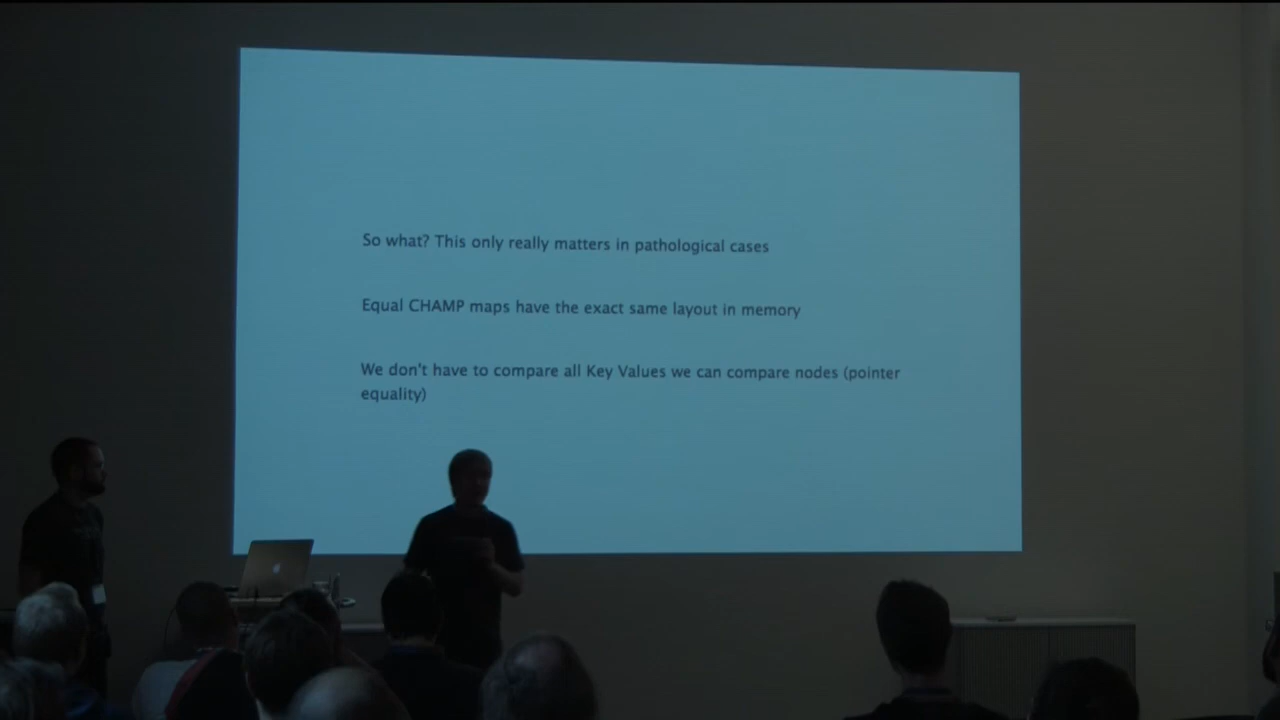 So what? This only really matters in pathological cases
Equal CHAMP maps have the exact same layout in memory
We don't have to compare all Key Values we can compare nodes (pointer
equality)